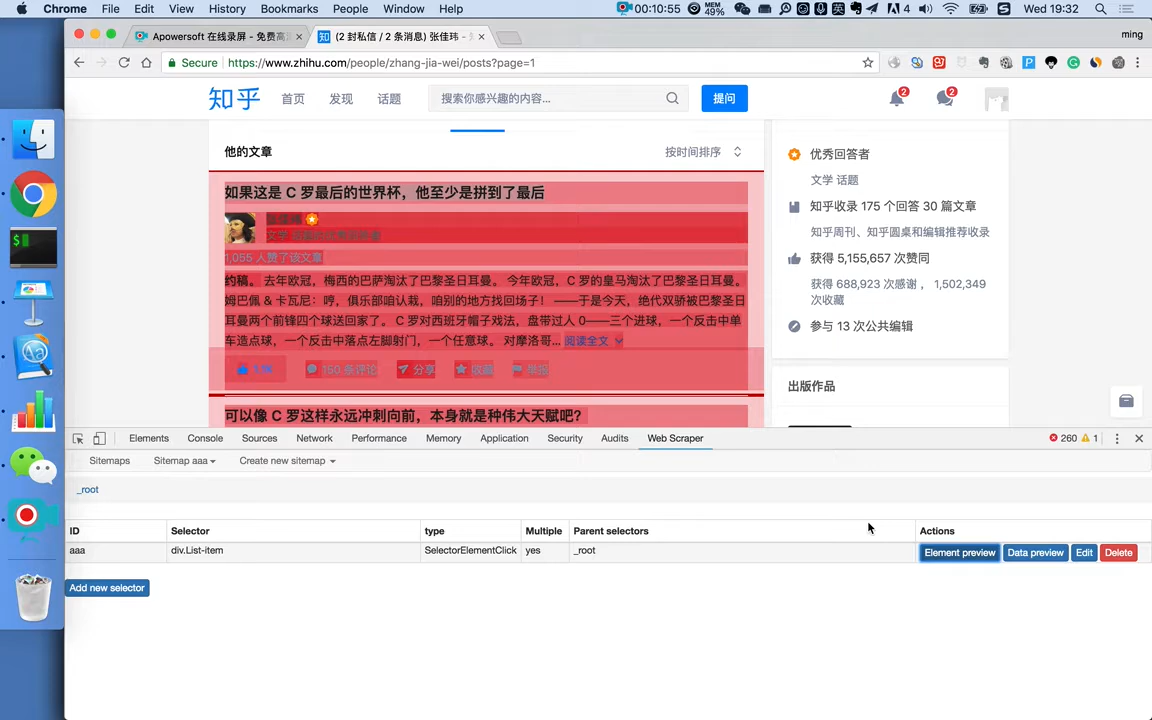 Chrome File Edit View History Bookmarks People Window Help 00:10:55 MEM 49% 英 4 Wed 19:32
Apowersoft 在线录屏 - 免费高 (2 封私信 / 2 条消息) 张佳玮 - ming
Secure https://www.zhihu.com/people/zhang-jia-wei/posts?page=1
知乎 首页 发现 话题 搜索你感兴趣的内容... 提问 2 2
他的文章 按时间排序
如果这是 C 罗最后的世界杯，他至少是拼到了最后
1,055 人赞了该文章
约稿。 去年欧冠，梅西的巴萨淘汰了巴黎圣日耳曼。 今年欧冠，C 罗的皇马淘汰了巴黎圣日耳曼。
姆巴佩 & 卡瓦尼：哼，俱乐部咱认栽，咱别的地方找回场子！ ——于是今天，绝代双骄被巴黎圣日
耳曼两个前锋四个球送回家了。 C 罗对西班牙帽子戏法，盘带过人 0——三个进球，一个反击中单
车造点球，一个反击中落点左脚射门，一个任意球。 对摩洛哥... 阅读全文
150 条评论 分享 收藏 举报
可以像 C 罗这样永远冲刺向前，本身就是种伟大天赋吧?
优秀回答者
文学 话题
知乎收录 175 个回答 30 篇文章
知乎周刊、知乎圆桌和编辑推荐收录
获得 5,155,657 次赞同
获得 688,923 次感谢 ， 1,502,349
次收藏
参与 13 次公共编辑
出版作品
Elements Console Sources Network Performance Memory Application Security Audits Web Scraper 260 1
Sitemaps Sitemap aaa Create new sitemap
_root
ID Selector type Multiple Parent selectors Actions
aaa div.List-item SelectorElementClick yes _root Element preview Data preview Edit Delete
Add new selector